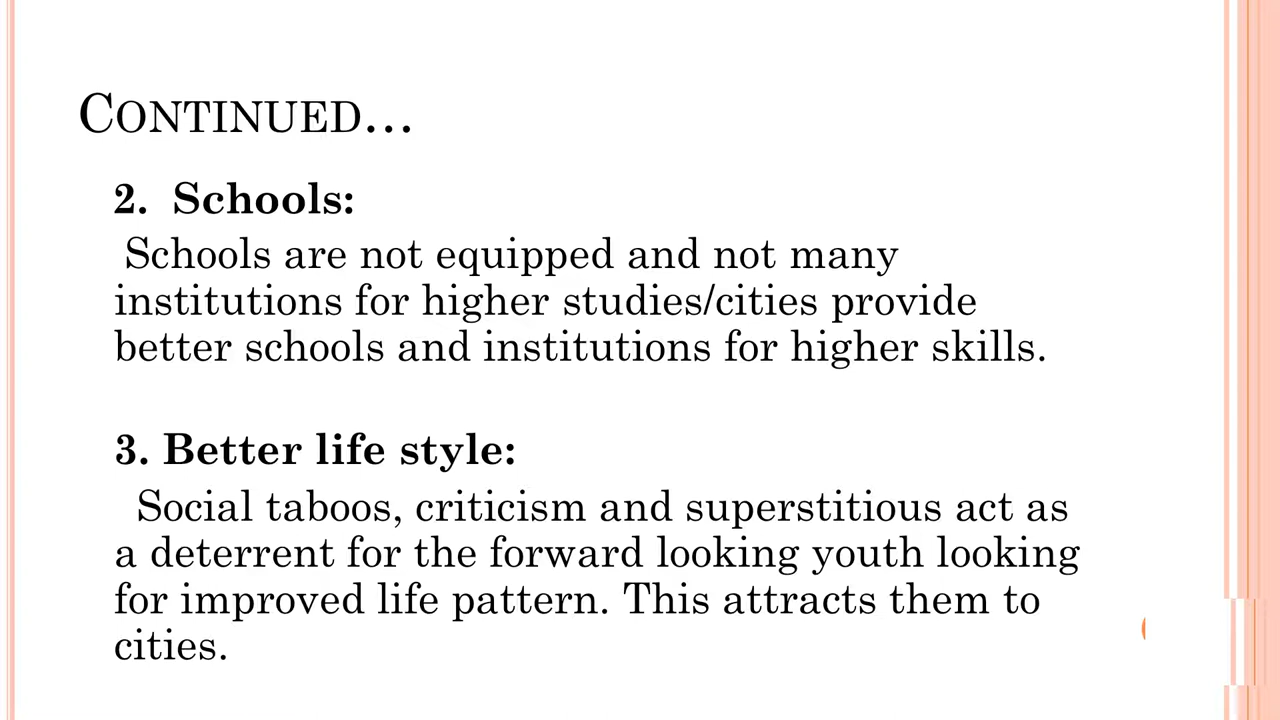 CONTINUED...
2. Schools:
Schools are not equipped and not many
institutions for higher studies/cities provide
better schools and institutions for higher skills.
3. Better life style:
Social taboos, criticism and superstitious act as
a deterrent for the forward looking youth looking
for improved life pattern. This attracts them to
cities.